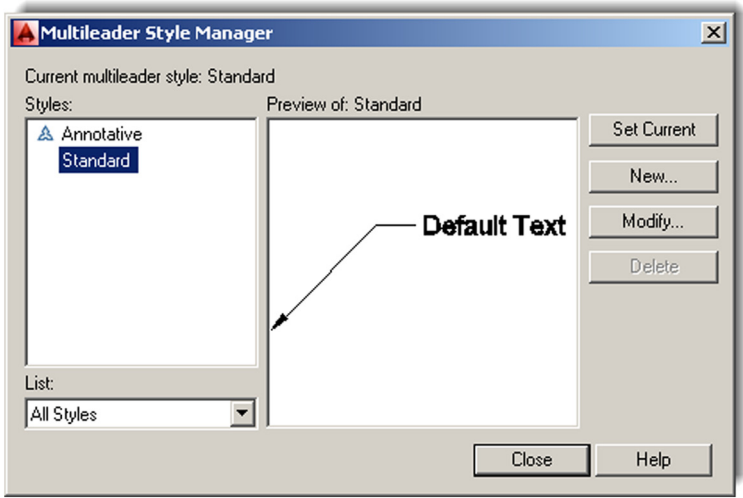 Multileader Style Manager
Current multileader style: Standard
Styles:
Annotative
Standard
Preview of: Standard
Default Text
Set Current
New...
Modify...
Delete
List:
All Styles
Close
Help